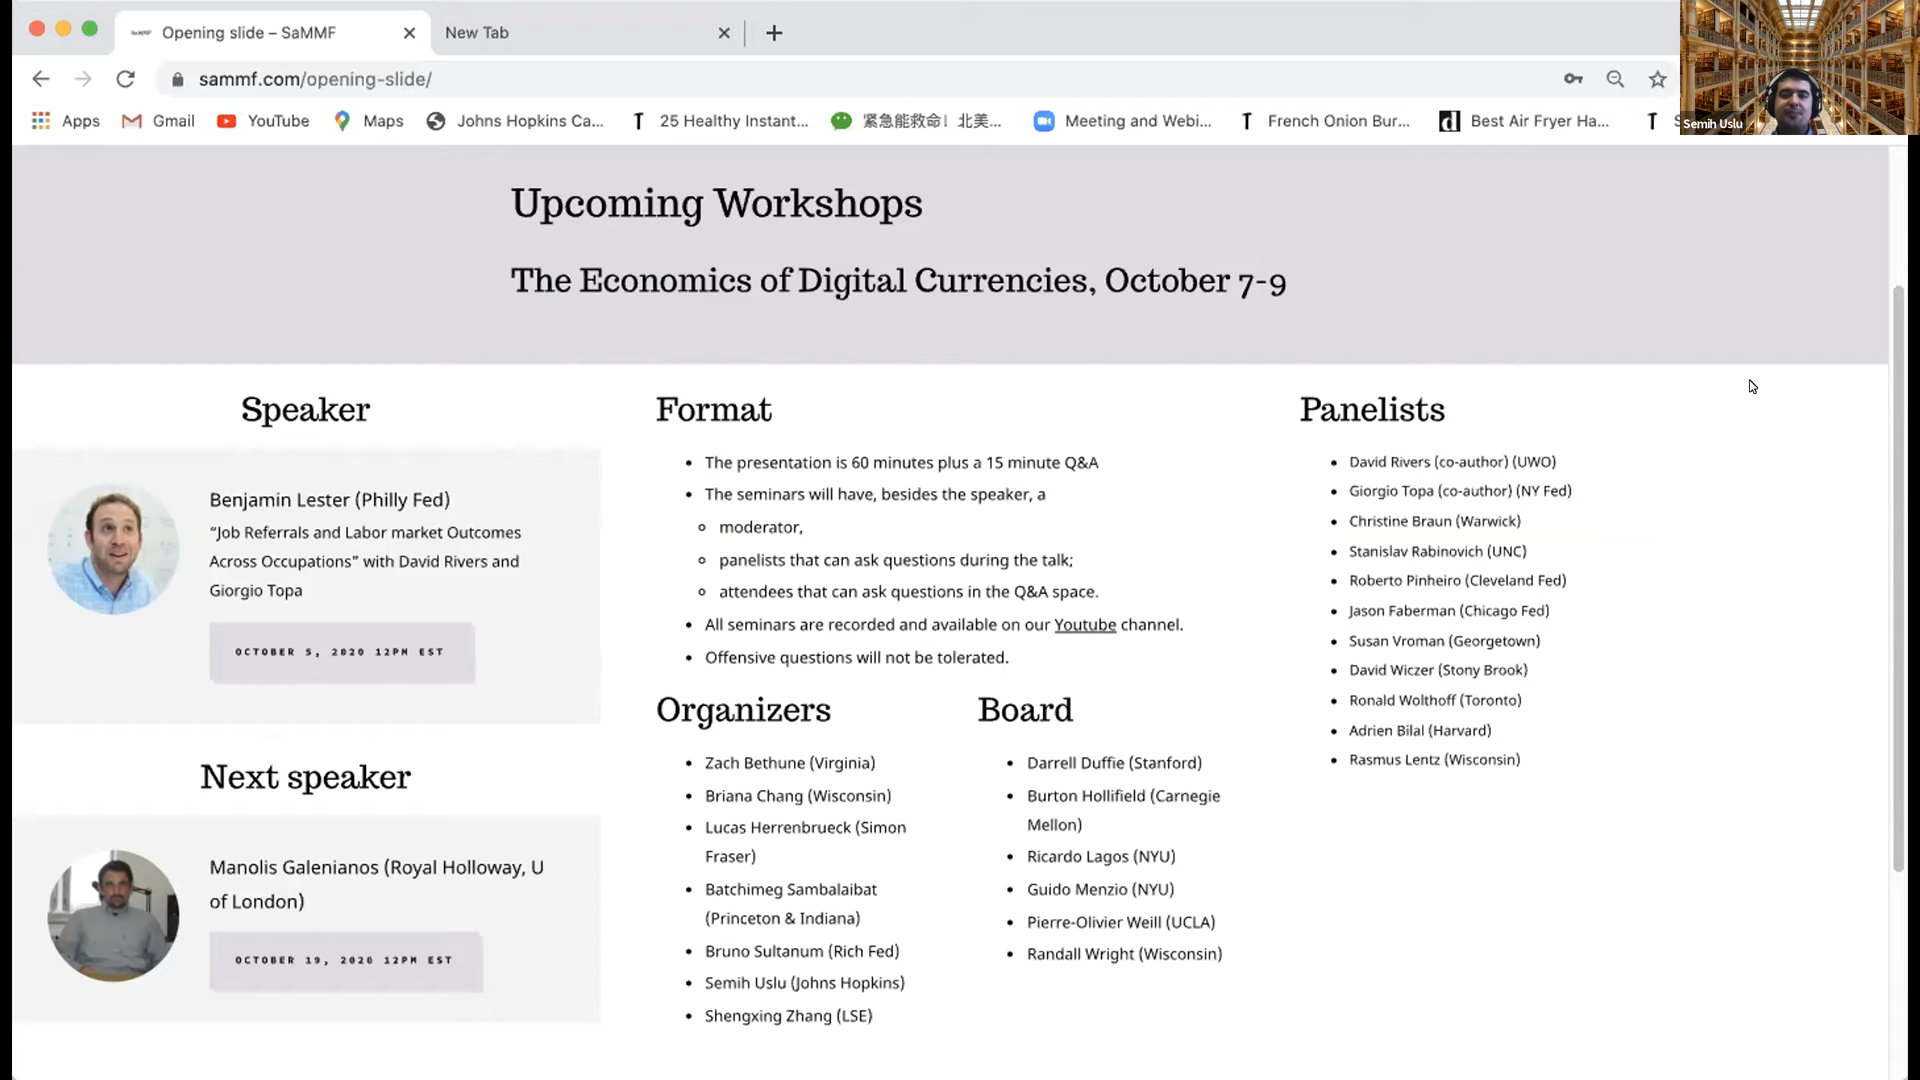 Opening slide – SaMMF
New Tab
sammf.com/opening-slide/
Apps
Gmail
YouTube
Maps
Johns Hopkins Ca...
25 Healthy Instant...
紧急能救命！北美...
Meeting and Webi...
French Onion Bur...
Best Air Fryer Ha...
Semih Uslu
Upcoming Workshops
The Economics of Digital Currencies, October 7-9
Speaker
Benjamin Lester (Philly Fed)
“Job Referrals and Labor market Outcomes
Across Occupations” with David Rivers and
Giorgio Topa
OCTOBER 5, 2020 12PM EST
Next speaker
Manolis Galenianos (Royal Holloway, U
of London)
OCTOBER 19, 2020 12PM EST
Format
The presentation is 60 minutes plus a 15 minute Q&A
The seminars will have, besides the speaker, a
moderator,
panelists that can ask questions during the talk;
attendees that can ask questions in the Q&A space.
All seminars are recorded and available on our Youtube channel.
Offensive questions will not be tolerated.
Organizers
Zach Bethune (Virginia)
Briana Chang (Wisconsin)
Lucas Herrenbrueck (Simon
Fraser)
Batchimeg Sambalaibat
(Princeton & Indiana)
Bruno Sultanum (Rich Fed)
Semih Uslu (Johns Hopkins)
Shengxing Zhang (LSE)
Board
Darrell Duffie (Stanford)
Burton Hollifield (Carnegie
Mellon)
Ricardo Lagos (NYU)
Guido Menzio (NYU)
Pierre-Olivier Weill (UCLA)
Randall Wright (Wisconsin)
Panelists
David Rivers (co-author) (UWO)
Giorgio Topa (co-author) (NY Fed)
Christine Braun (Warwick)
Stanislav Rabinovich (UNC)
Roberto Pinheiro (Cleveland Fed)
Jason Faberman (Chicago Fed)
Susan Vroman (Georgetown)
David Wiczer (Stony Brook)
Ronald Wolthoff (Toronto)
Adrien Bilal (Harvard)
Rasmus Lentz (Wisconsin)